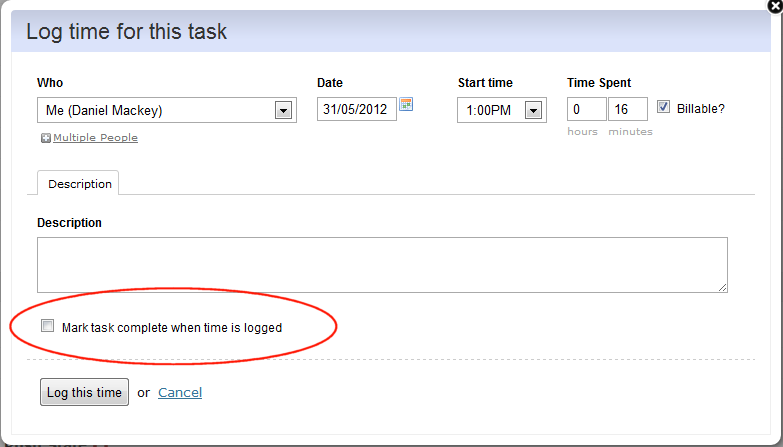 Log time for this task
Who Date Start time Time Spent
Me (Daniel Mackey) 31/05/2012 1:00PM 0 16 Billable?
Multiple People hours minutes
Description
Description
Mark task complete when time is logged
Log this time or Cancel